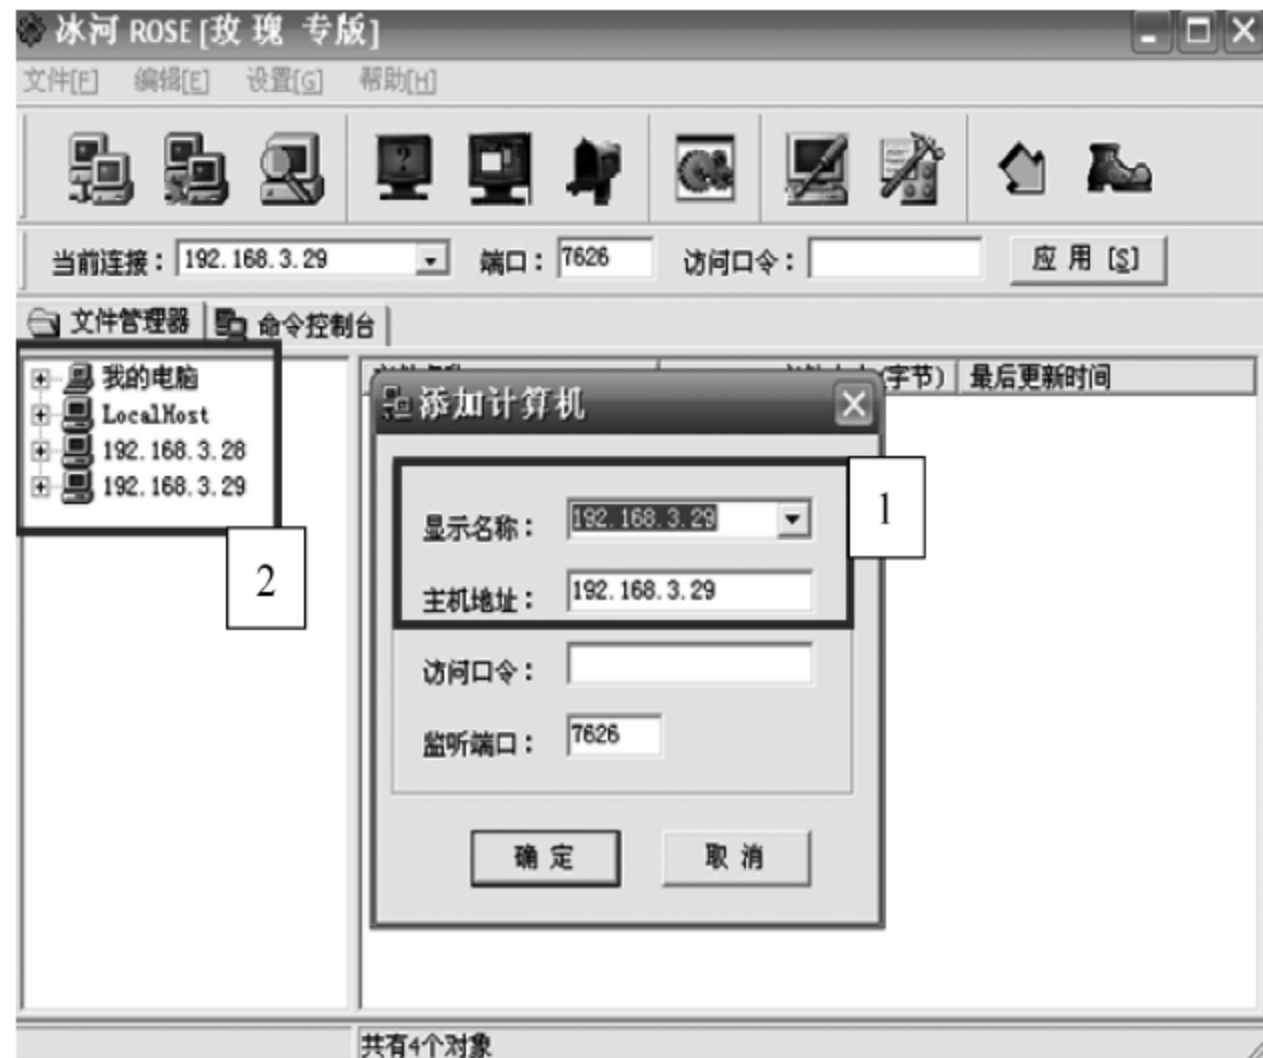 冰河 ROSE [玫 瑰 专版]
文件[F] 编辑[E] 设置[G] 帮助[H]
当前连接： 192.168.3.29 端口： 7626 访问口令： 应 用 [S]
文件管理器 命令控制台
我的电脑
LocalHost
192.168.3.28
192.168.3.29
2
(字节) 最后更新时间
添加计算机
显示名称： 192.168.3.29
1
主机地址： 192.168.3.29
访问口令：
监听端口： 7626
确 定 取 消
共有4个对象